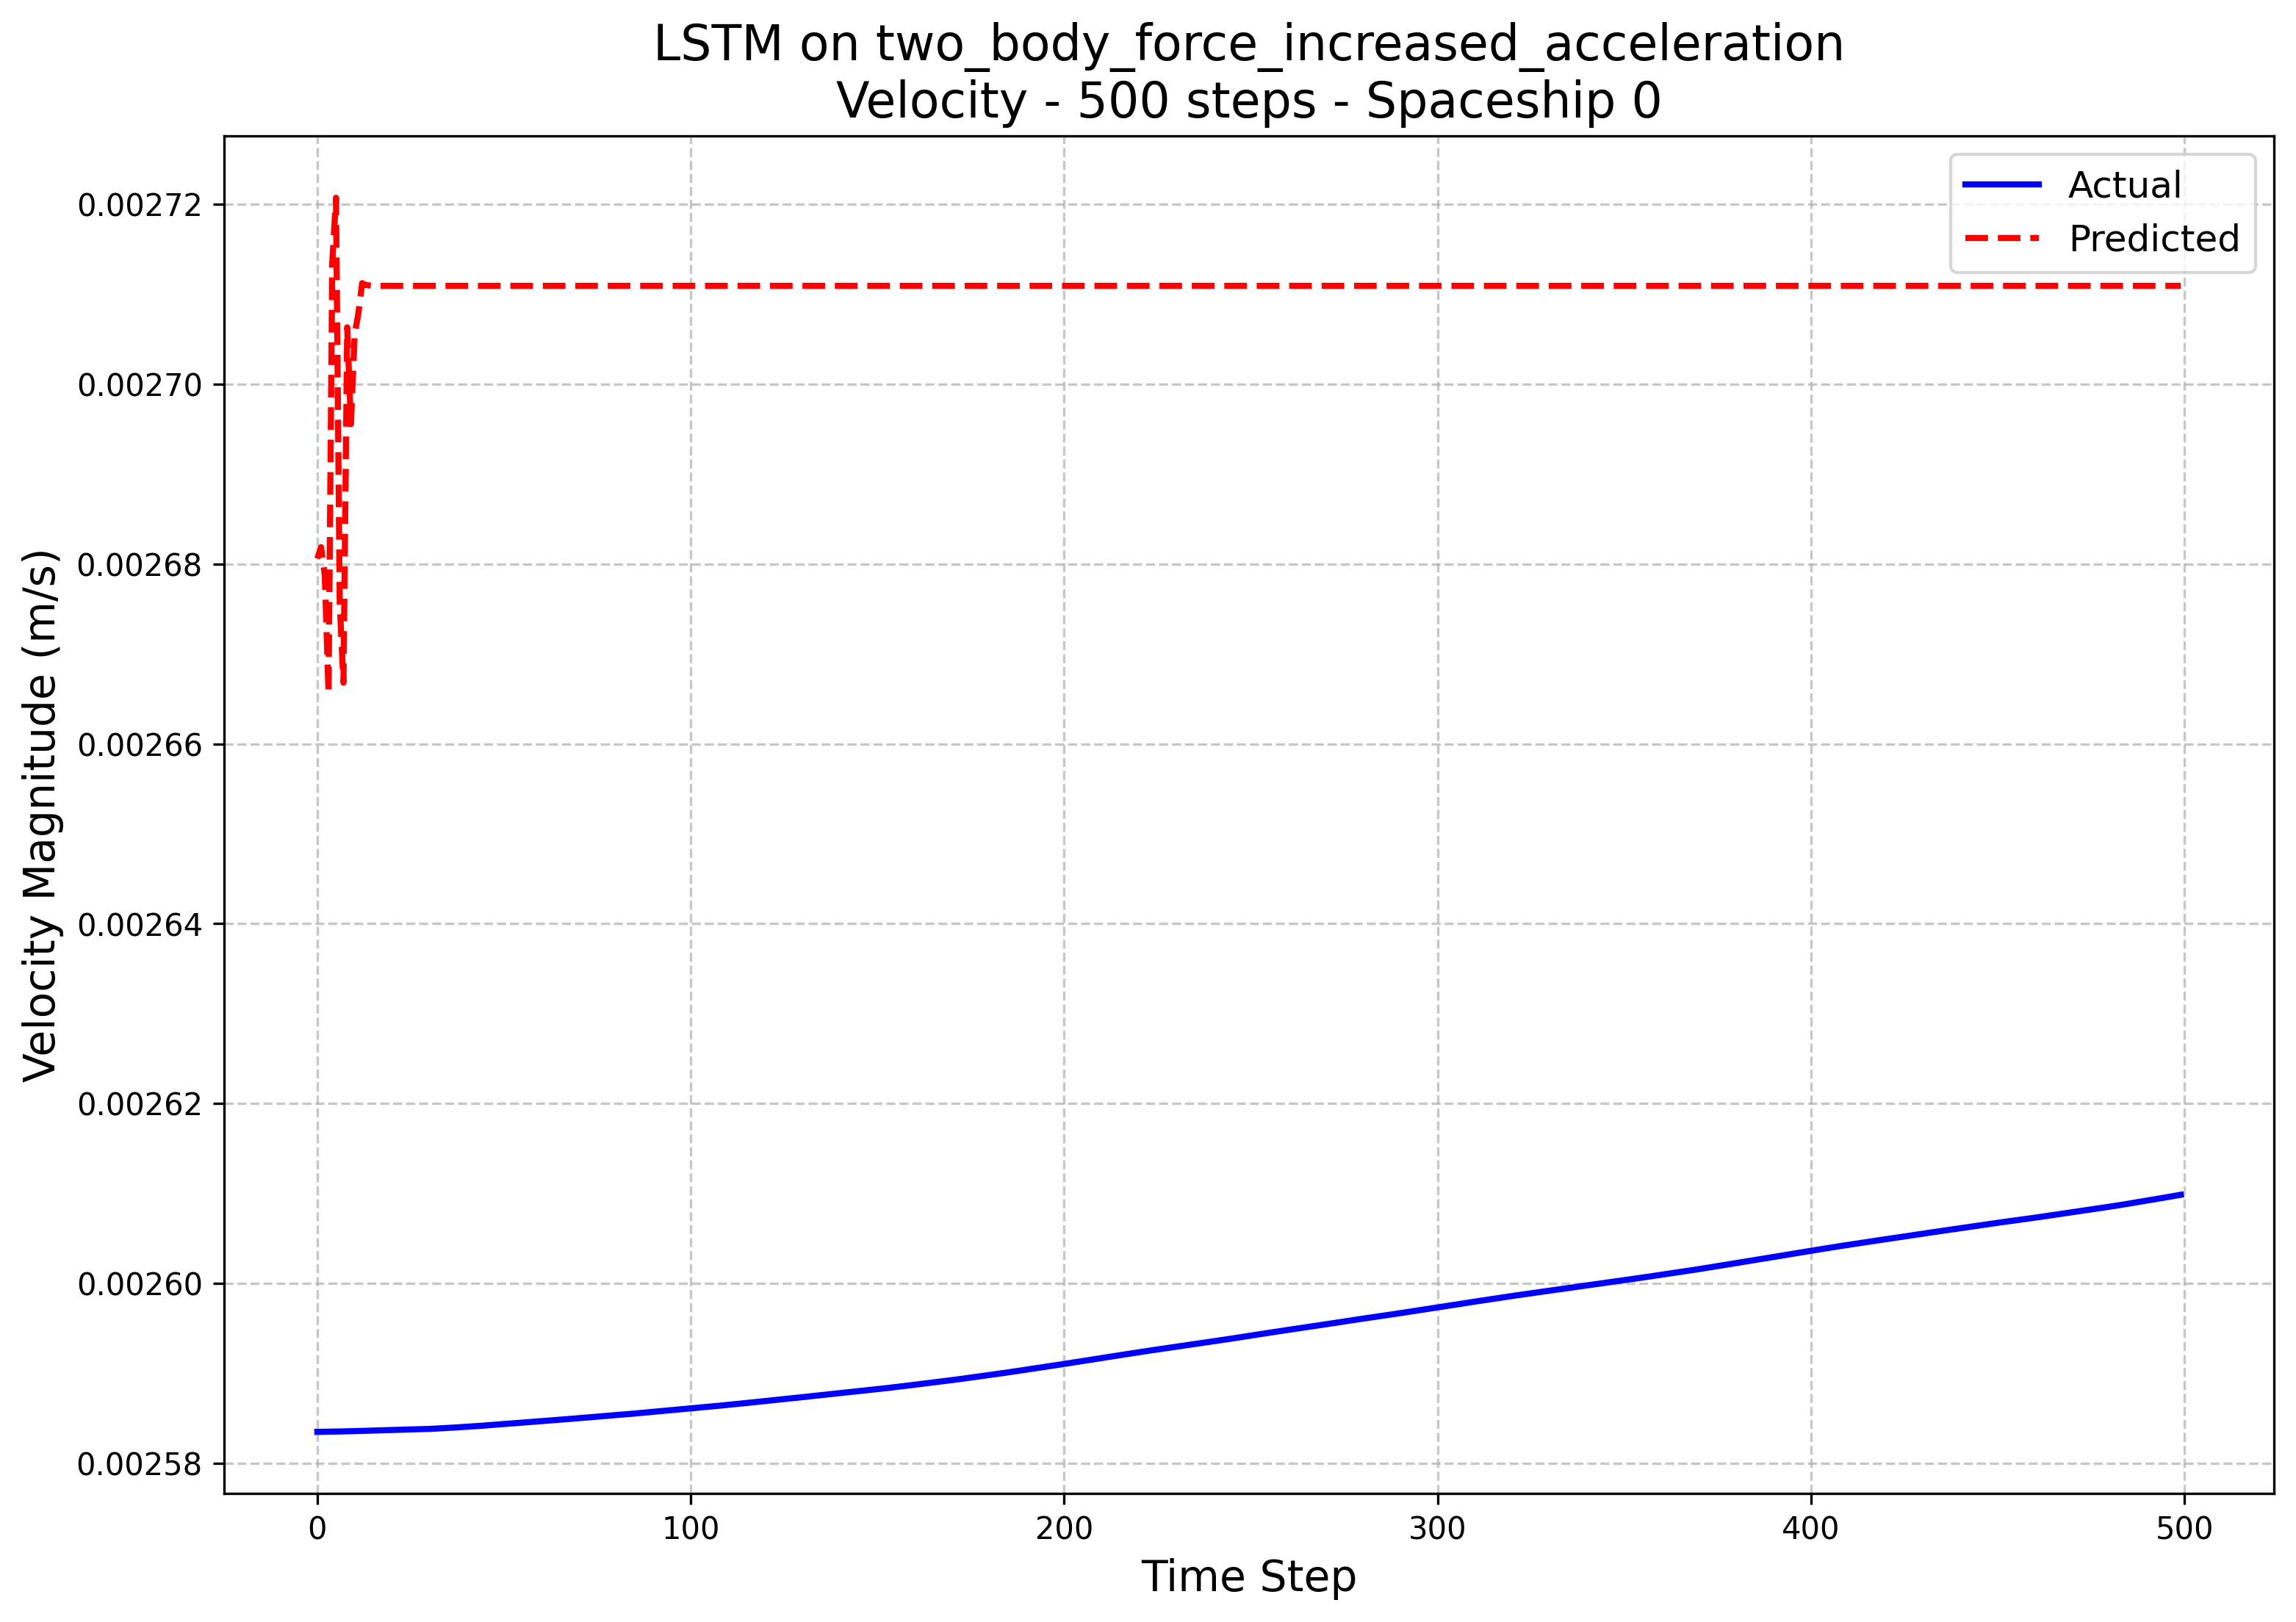 LSTM on two_body_force_increased_acceleration
Velocity - 500 steps - Spaceship 0
Actual
Predicted
Velocity Magnitude (m/s)
0.00272
0.00270
0.00268
0.00266
0.00264
0.00262
0.00260
0.00258
0
100
200
300
400
500
Time Step